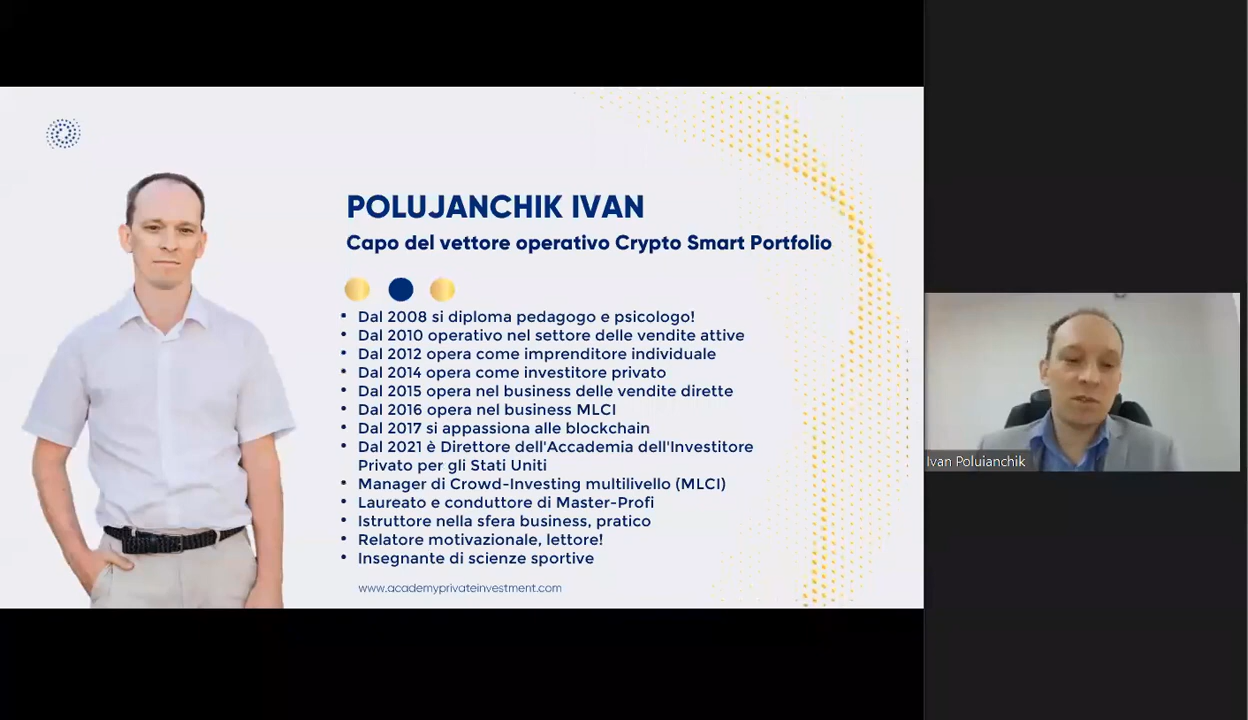 POLUJANCHIK IVAN
Capo del vettore operativo Crypto Smart Portfolio
• Dal 2008 si diploma pedagogo e psicologo!
• Dal 2010 operativo nel settore delle vendite attive
• Dal 2012 opera come imprenditore individuale
• Dal 2014 opera come investitore privato
• Dal 2015 opera nel business delle vendite dirette
• Dal 2016 opera nel business MLCI
• Dal 2017 si appassiona alle blockchain
• Dal 2021 è Direttore dell'Accademia dell'Investitore
Privato per gli Stati Uniti
• Manager di Crowd-Investing multilivello (MLCI)
• Laureato e conduttore di Master-Profi
• Istruttore nella sfera business, pratico
• Relatore motivazionale, lettore!
• Insegnante di scienze sportive
www.academyprivateinvestment.com
Ivan Poluianchik